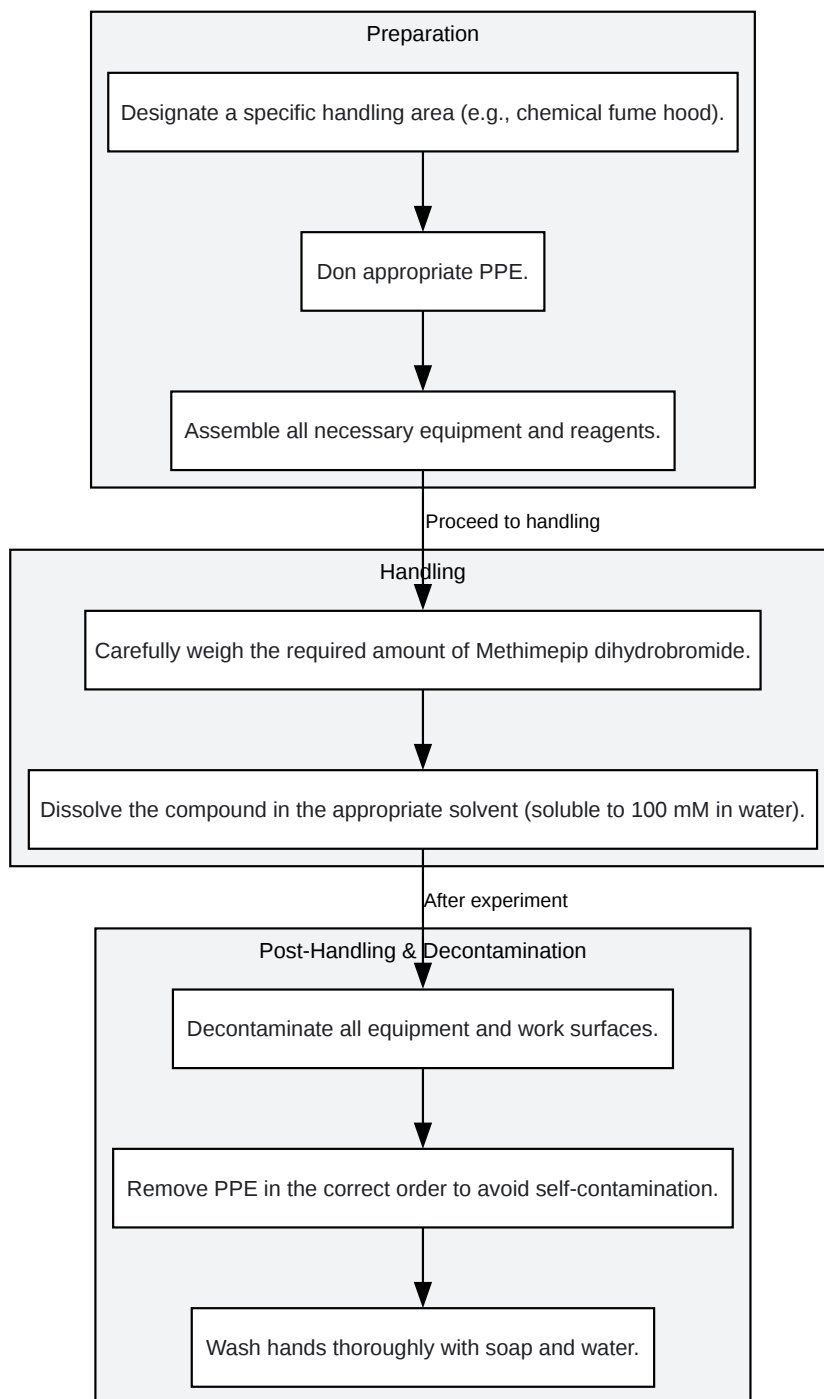 Preparation
Designate a specific handling area (e.g., chemical fume hood).
Don appropriate PPE.
Assemble all necessary equipment and reagents.
Proceed to handling
Handling
Carefully weigh the required amount of Methimepip dihydrobromide.
Dissolve the compound in the appropriate solvent (soluble to 100 mM in water).
After experiment
Post-Handling & Decontamination
Decontaminate all equipment and work surfaces.
Remove PPE in the correct order to avoid self-contamination.
Wash hands thoroughly with soap and water.